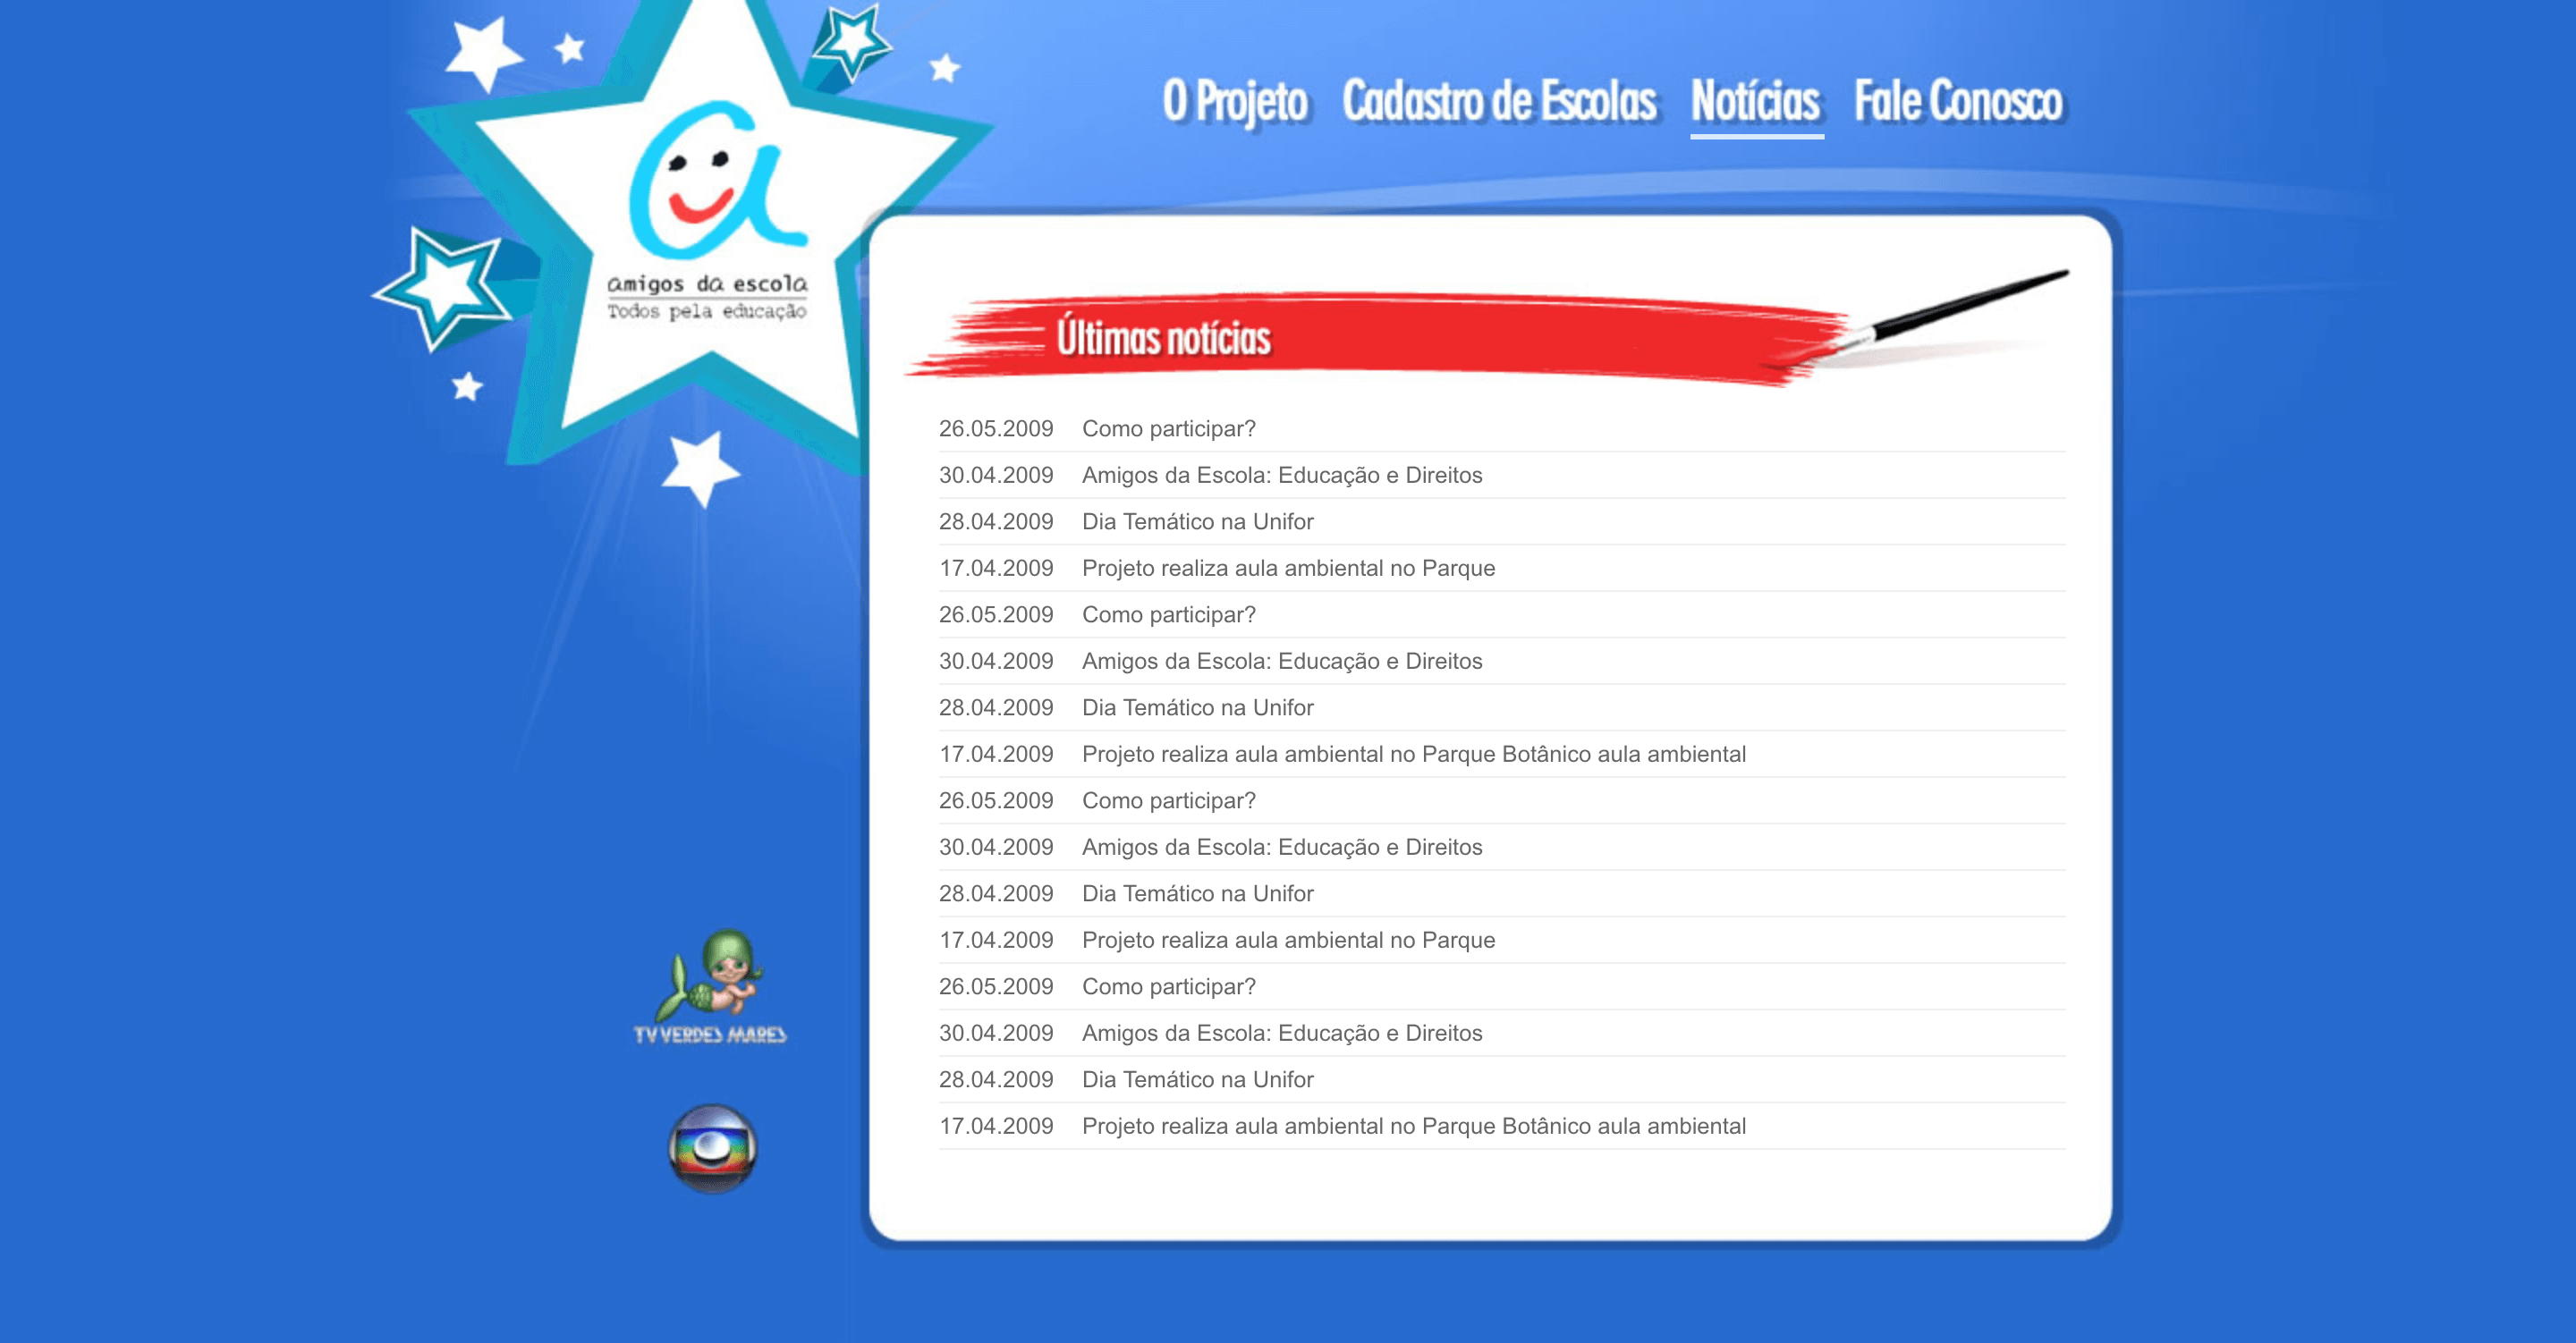 O Projeto Cadastro de Escolas Notícias Fale Conosco
amigos da escola
Todos pela educação
Últimas notícias
26.05.2009 Como participar?
30.04.2009 Amigos da Escola: Educação e Direitos
28.04.2009 Dia Temático na Unifor
17.04.2009 Projeto realiza aula ambiental no Parque
26.05.2009 Como participar?
30.04.2009 Amigos da Escola: Educação e Direitos
28.04.2009 Dia Temático na Unifor
17.04.2009 Projeto realiza aula ambiental no Parque Botânico aula ambiental
26.05.2009 Como participar?
30.04.2009 Amigos da Escola: Educação e Direitos
28.04.2009 Dia Temático na Unifor
17.04.2009 Projeto realiza aula ambiental no Parque
26.05.2009 Como participar?
30.04.2009 Amigos da Escola: Educação e Direitos
28.04.2009 Dia Temático na Unifor
17.04.2009 Projeto realiza aula ambiental no Parque Botânico aula ambiental
TV VERDES MARES